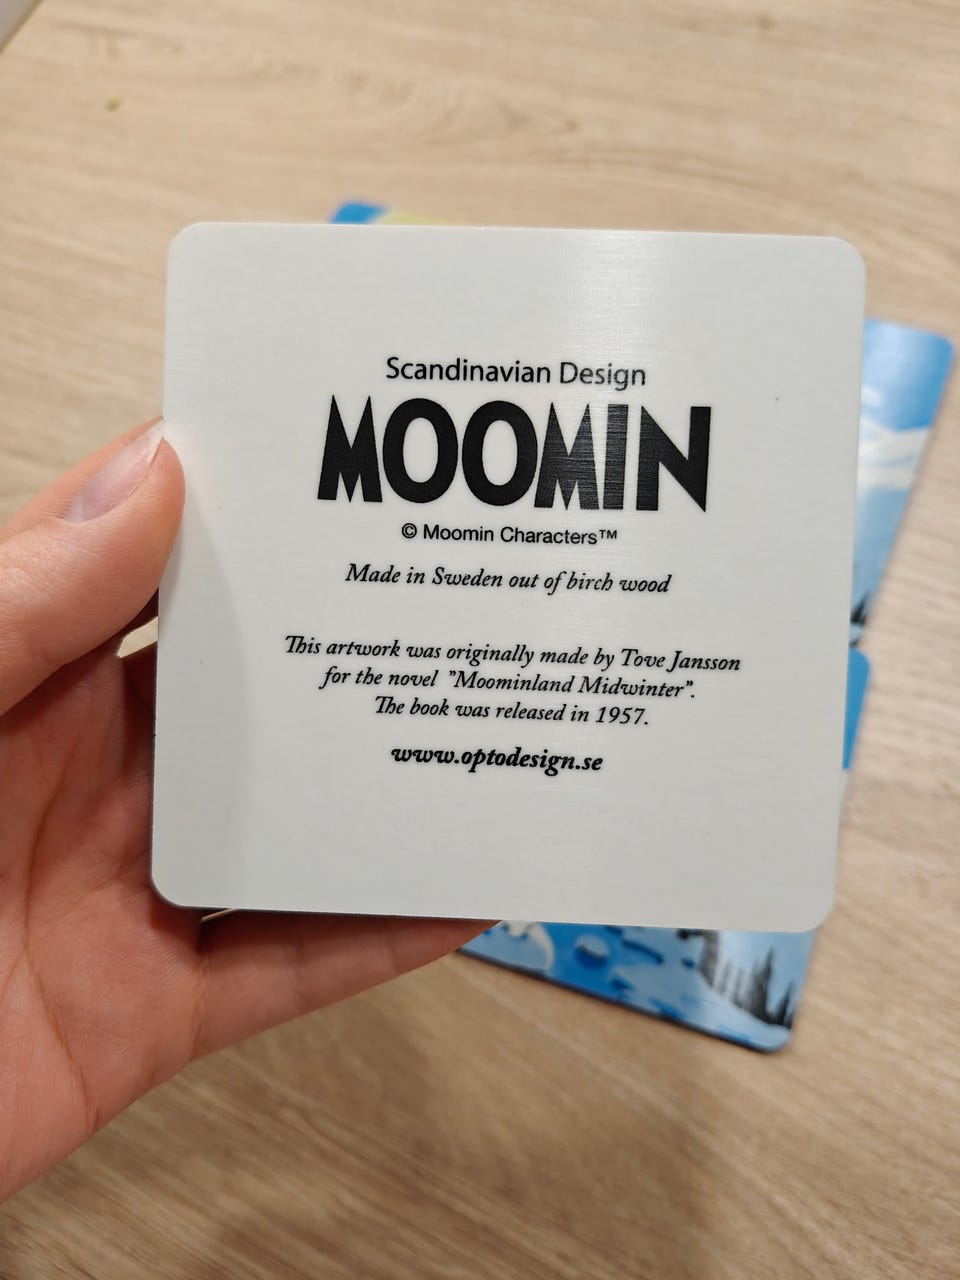 Scandinavian Design
MOOMIN
© Moomin Characters™
Made in Sweden out of birch wood
This artwork was originally made by Tove Jansson
for the novel "Moominland Midwinter".
The book was released in 1957.
www.optodesign.se